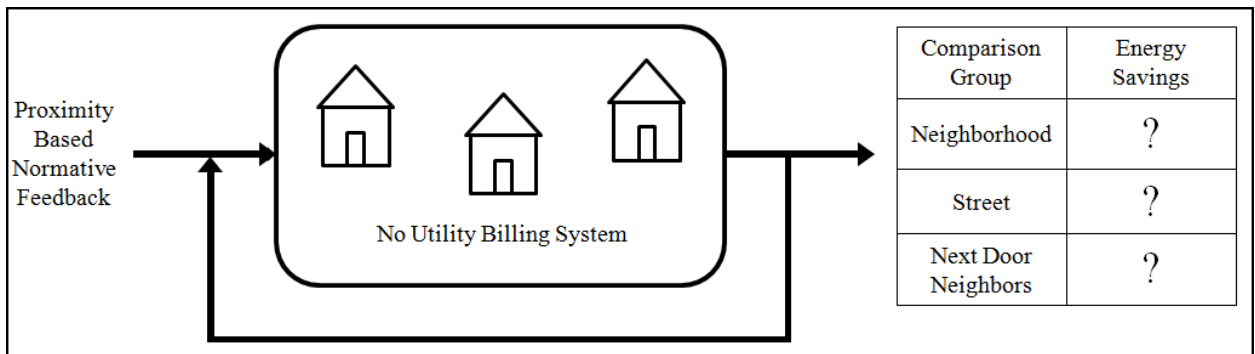 Proximity
Based
Normative
Feedback
No Utility Billing System
Comparison
Group
Energy
Savings
Neighborhood
?
Street
?
Next Door
Neighbors
?